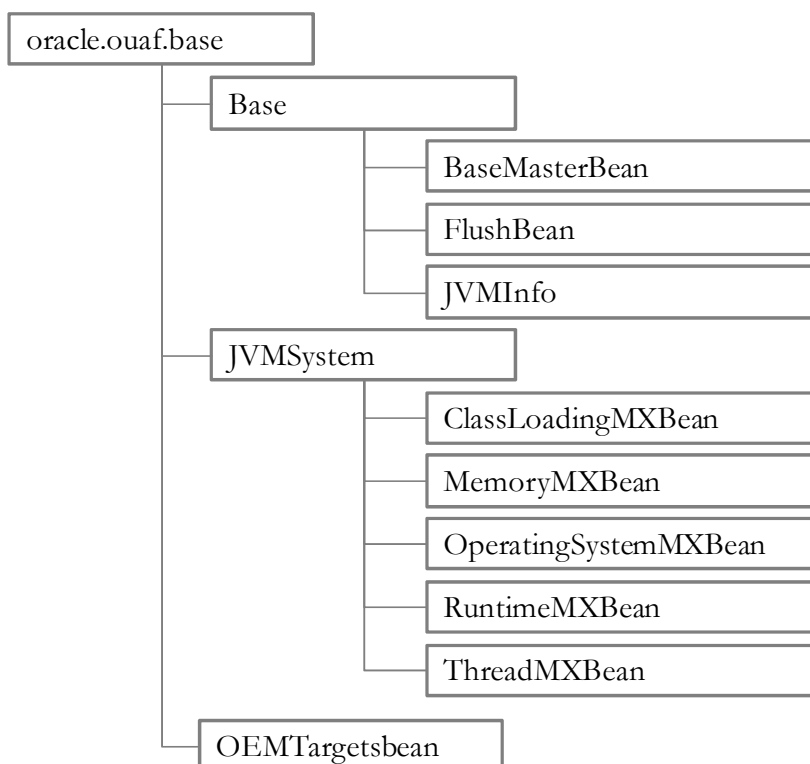 oracle.ouaf.base
Base
BaseMasterBean
FlushBean
JVMInfo
JVMSystem
ClassLoadingMXBean
MemoryMXBean
OperatingSystemMXBean
RuntimeMXBean
ThreadMXBean
OEMTargetsbean